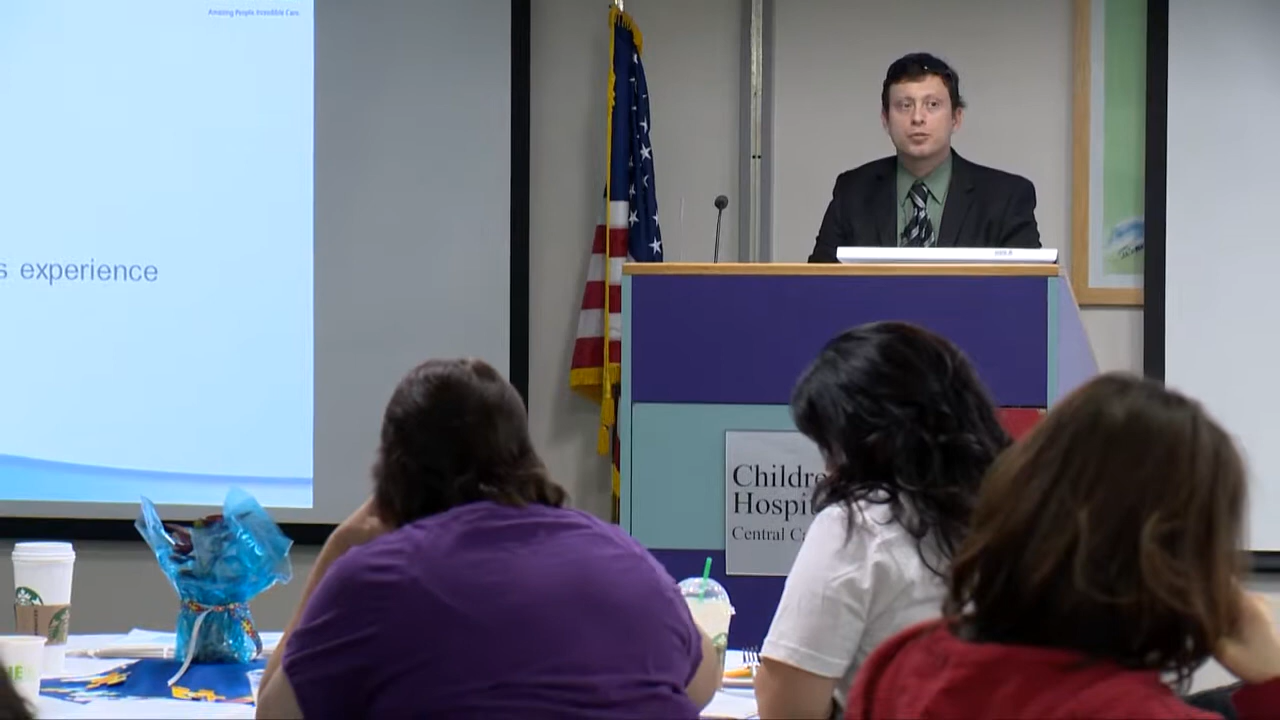 Amazing People. Incredible Care.
s experience
Childre
Hospit
Central Ca